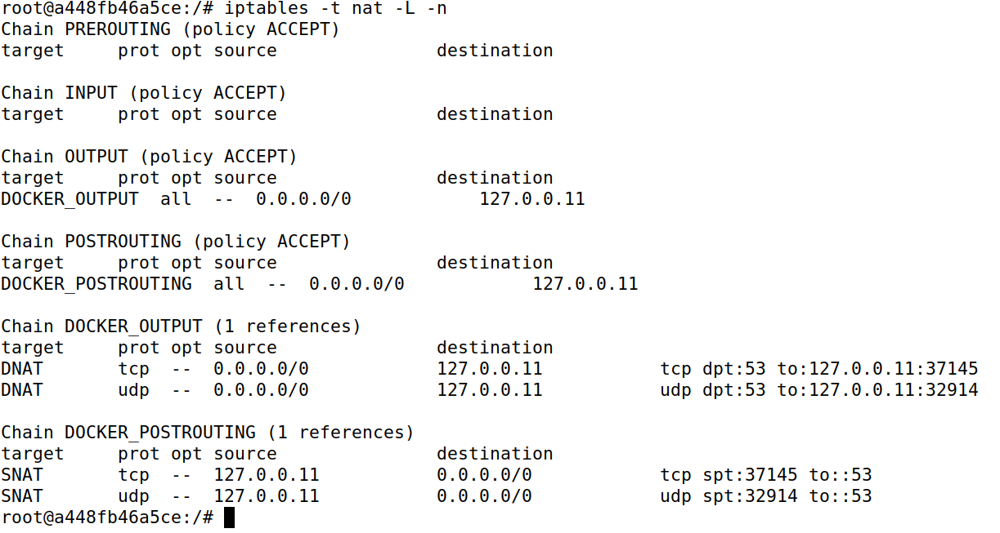 root@a448fb46a5ce:/# iptables -t nat -L -n
Chain PREROUTING (policy ACCEPT)
target     prot opt source               destination

Chain INPUT (policy ACCEPT)
target     prot opt source               destination

Chain OUTPUT (policy ACCEPT)
target     prot opt source               destination
DOCKER_OUTPUT  all  --  0.0.0.0/0            127.0.0.11

Chain POSTROUTING (policy ACCEPT)
target     prot opt source               destination
DOCKER_POSTROUTING  all  --  0.0.0.0/0            127.0.0.11

Chain DOCKER_OUTPUT (1 references)
target     prot opt source               destination
DNAT       tcp  --  0.0.0.0/0            127.0.0.11           tcp dpt:53 to:127.0.0.11:37145
DNAT       udp  --  0.0.0.0/0            127.0.0.11           udp dpt:53 to:127.0.0.11:32914

Chain DOCKER_POSTROUTING (1 references)
target     prot opt source               destination
SNAT       tcp  --  127.0.0.11           0.0.0.0/0            tcp spt:37145 to::53
SNAT       udp  --  127.0.0.11           0.0.0.0/0            udp spt:32914 to::53
root@a448fb46a5ce:/#